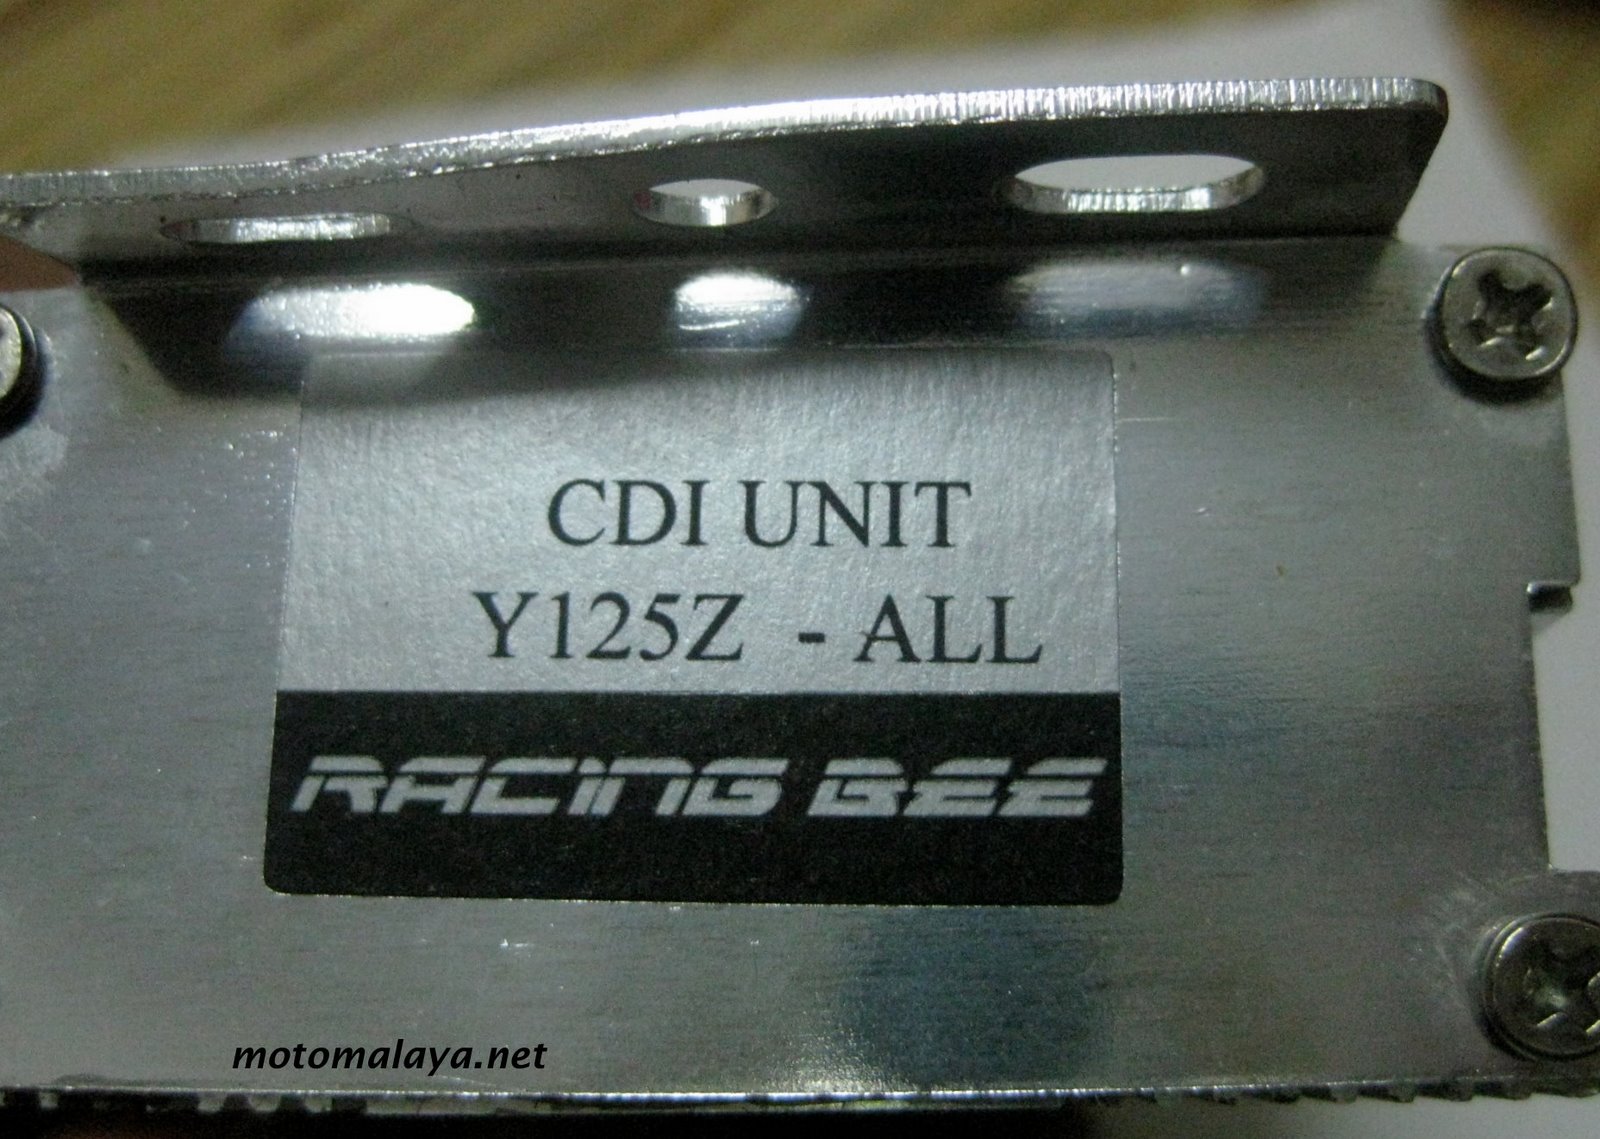 CDI UNIT
Y125Z - ALL
RACING BEE
motomalaya.net